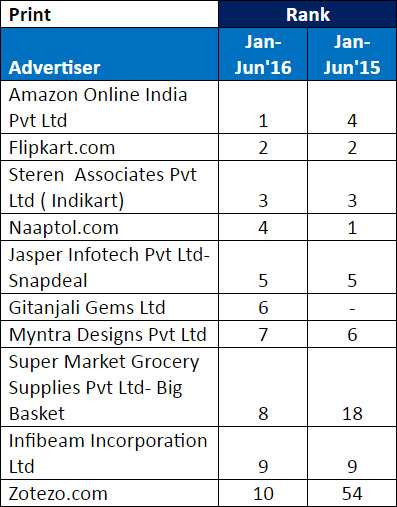 Print Rank
Advertiser Jan-Jun'16 Jan-Jun'15
Amazon Online India
Pvt Ltd 1 4
Flipkart.com 2 2
Steren  Associates Pvt
Ltd ( Indikart) 3 3
Naaptol.com 4 1
Jasper Infotech Pvt Ltd-
Snapdeal 5 5
Gitanjali Gems Ltd 6 -
Myntra Designs Pvt Ltd 7 6
Super Market Grocery
Supplies Pvt Ltd- Big
Basket 8 18
Infibeam Incorporation
Ltd 9 9
Zotezo.com 10 54